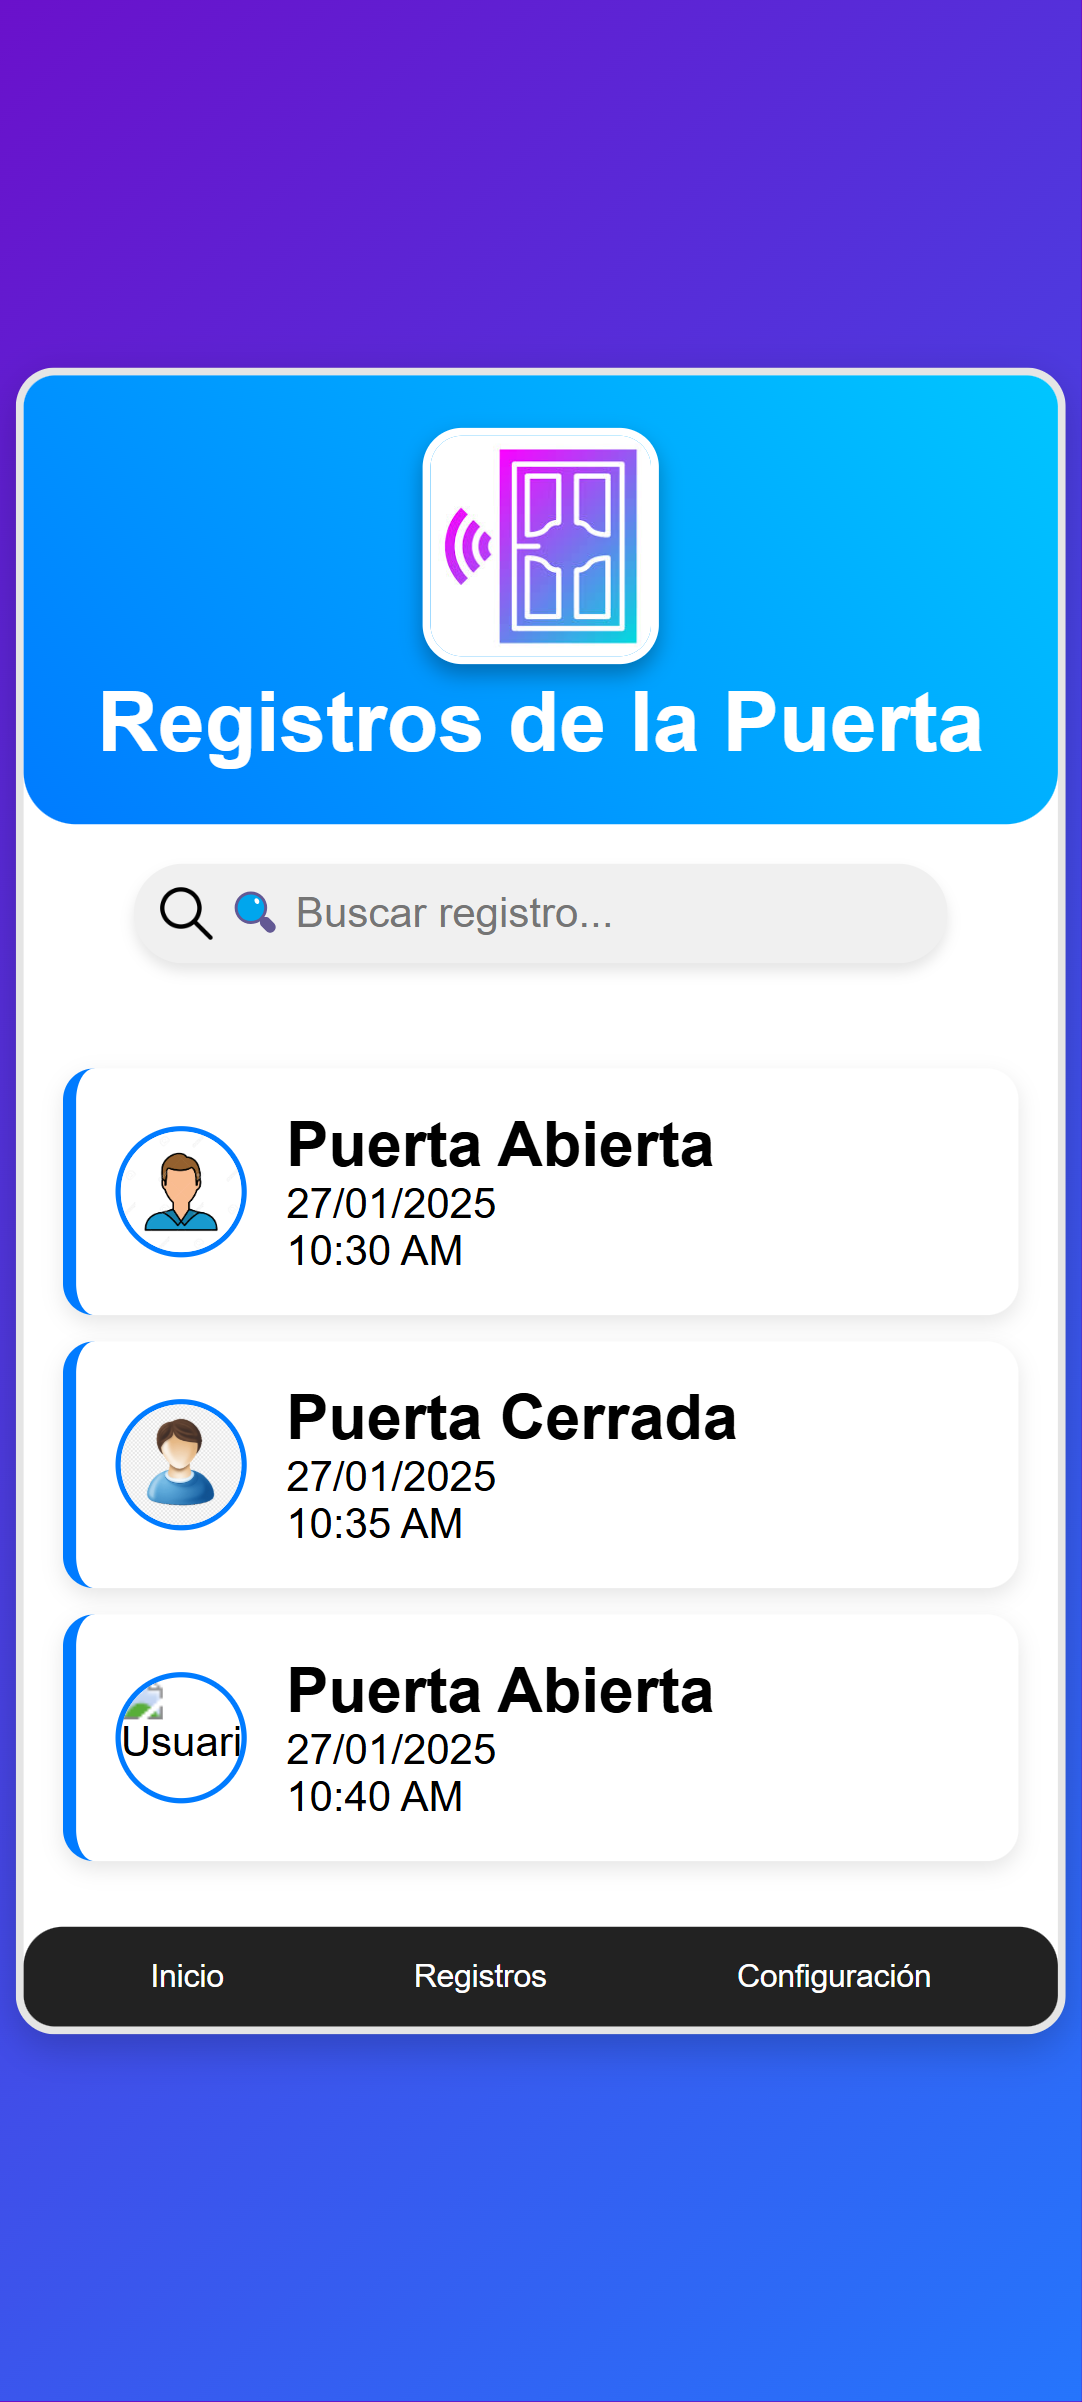 Registros de la Puerta
🔍 Buscar registro...
Puerta Abierta
27/01/2025
10:30 AM
Puerta Cerrada
27/01/2025
10:35 AM
Puerta Abierta
Usuari
27/01/2025
10:40 AM
Inicio Registros Configuración